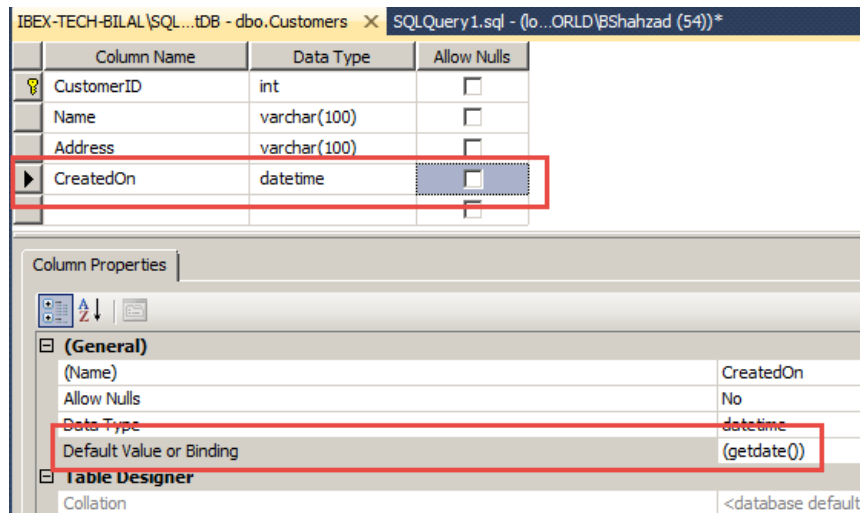 IBEX-TECH-BILAL\SQL...tDB - dbo.Customers X SQLQuery1.sql - (lo...ORLD\BShahzad (54))*
Column Name Data Type Allow Nulls
CustomerID int
Name varchar(100)
Address varchar(100)
CreatedOn datetime
Column Properties
A Z
(General)
(Name) CreatedOn
Allow Nulls No
Data Type datetime
Default Value or Binding (getdate())
Table Designer
Collation <database default